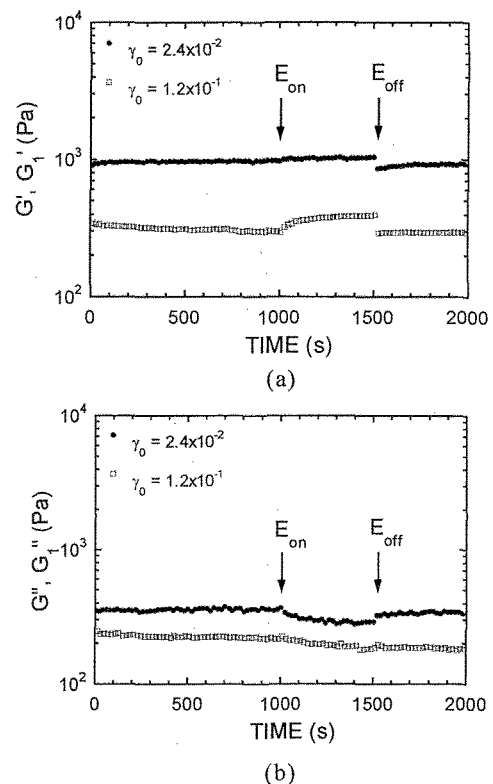 10⁴
γ₀ = 2.4x10⁻²
γ₀ = 1.2x10⁻¹
E_on
E_off
10³
10²
G', G₁' (Pa)
0 500 1000 1500 2000
TIME (s)
(a)
10⁴
γ₀ = 2.4x10⁻²
γ₀ = 1.2x10⁻¹
E_on
E_off
10³
10²
G'', G₁'' (Pa)
0 500 1000 1500 2000
TIME (s)
(b)